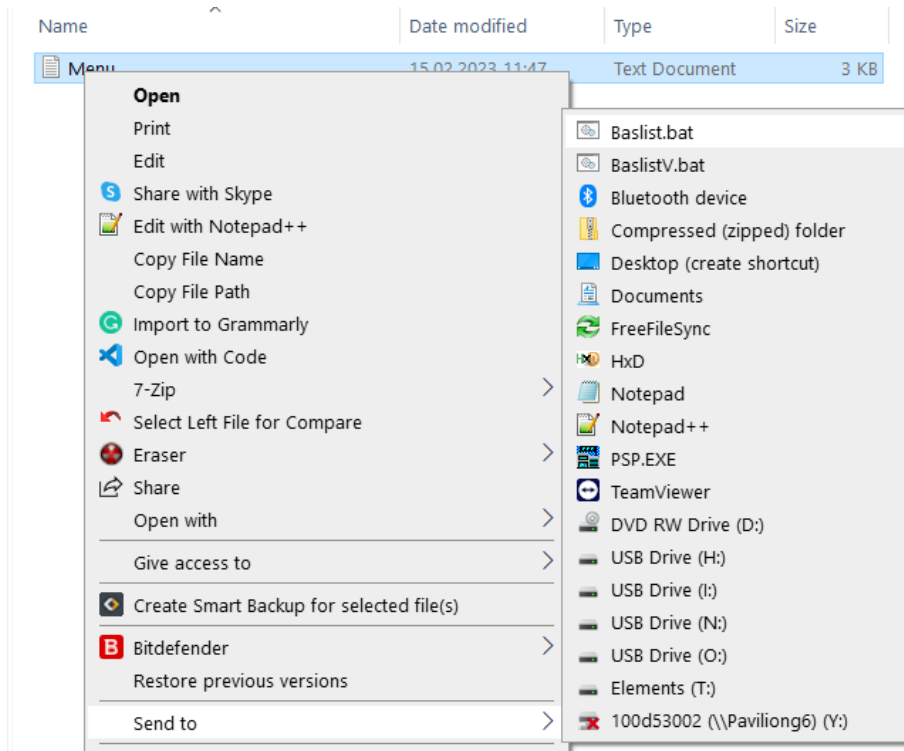 Name Date modified Type Size
Menu 15.02.2023 11:47 Text Document 3 KB
Open
Print
Edit
Share with Skype
Edit with Notepad++
Copy File Name
Copy File Path
Import to Grammarly
Open with Code
7-Zip
Select Left File for Compare
Eraser
Share
Open with
Give access to
Create Smart Backup for selected file(s)
Bitdefender
Restore previous versions
Send to
Baslist.bat
BaslistV.bat
Bluetooth device
Compressed (zipped) folder
Desktop (create shortcut)
Documents
FreeFileSync
HxD
Notepad
Notepad++
PSP.EXE
TeamViewer
DVD RW Drive (D:)
USB Drive (H:)
USB Drive (I:)
USB Drive (N:)
USB Drive (O:)
Elements (T:)
100d53002 (\\Paviliong6) (Y:)